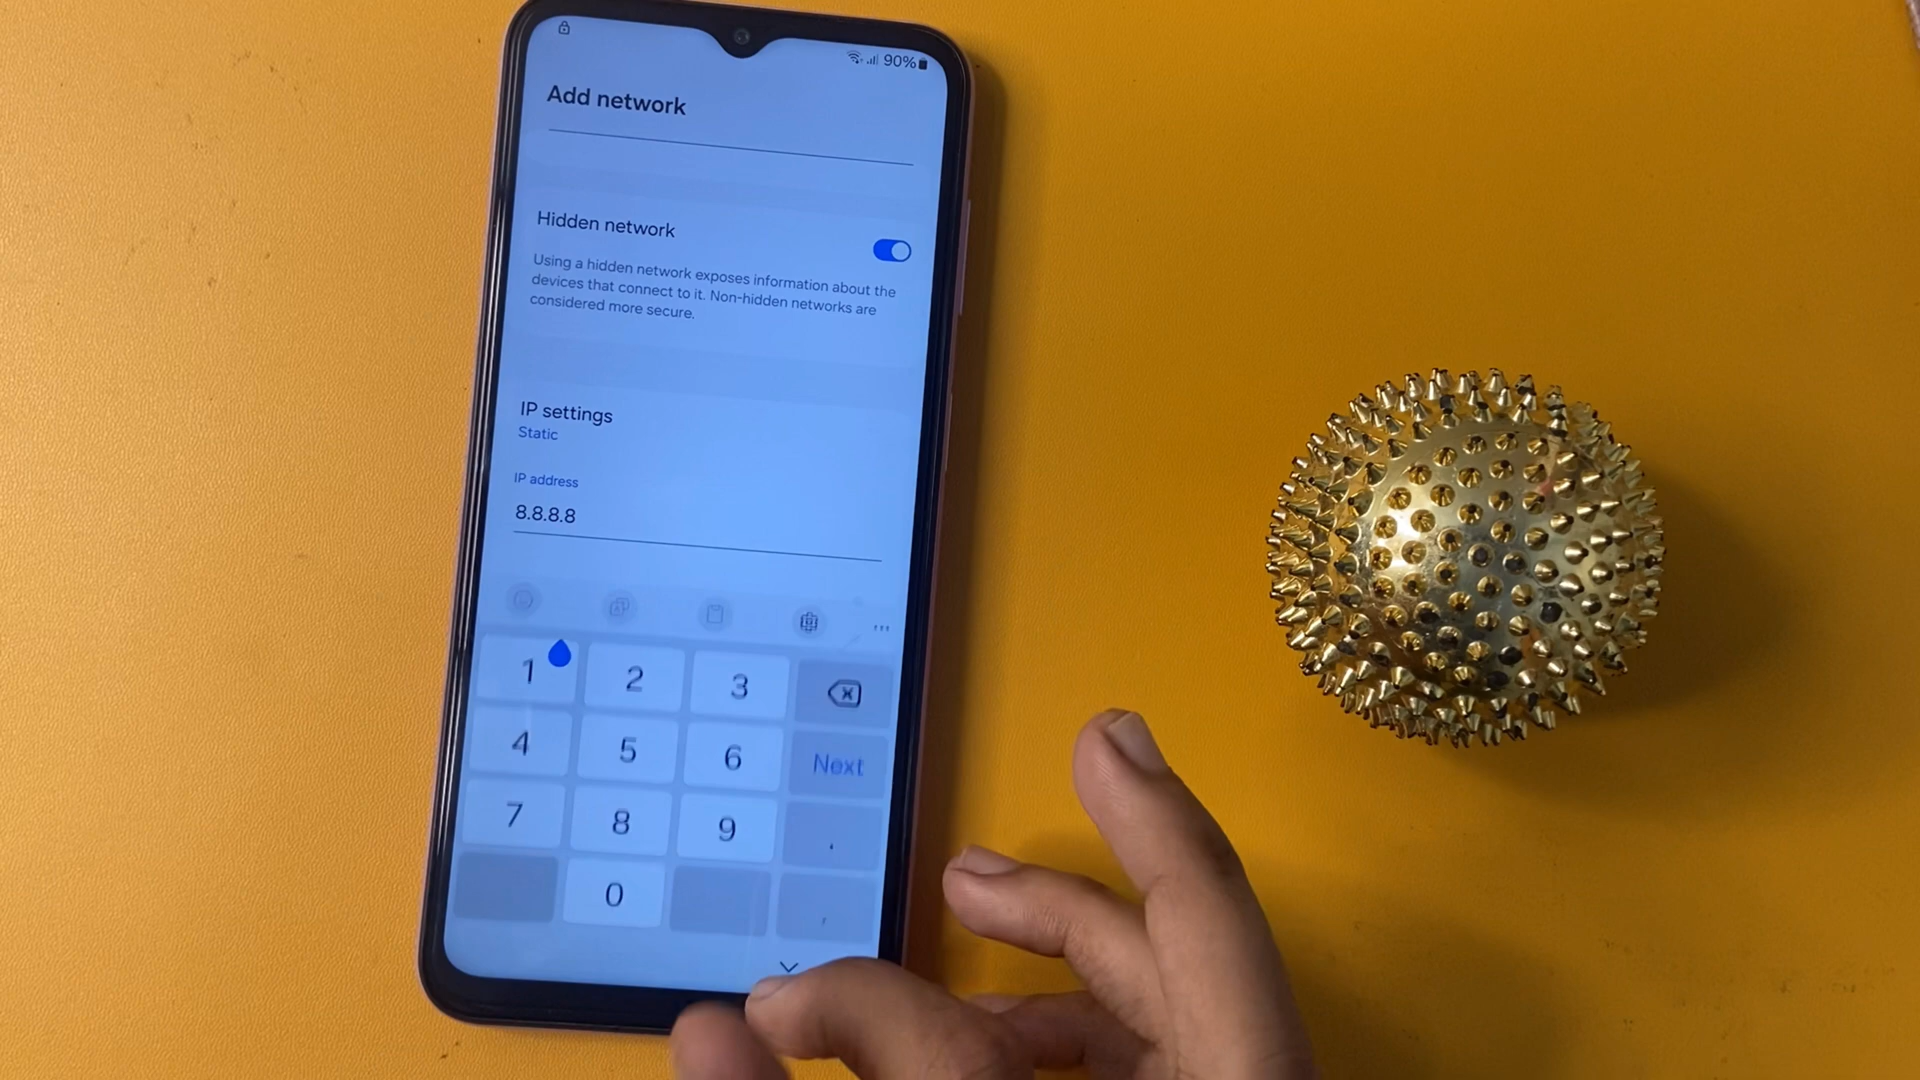 90%
Add network
Hidden network
Using a hidden network exposes information about the
devices that connect to it. Non-hidden networks are
considered more secure.
IP settings
Static
IP address
8.8.8.8
1 2 3
4 5 6 Next
7 8 9 .
0 ,